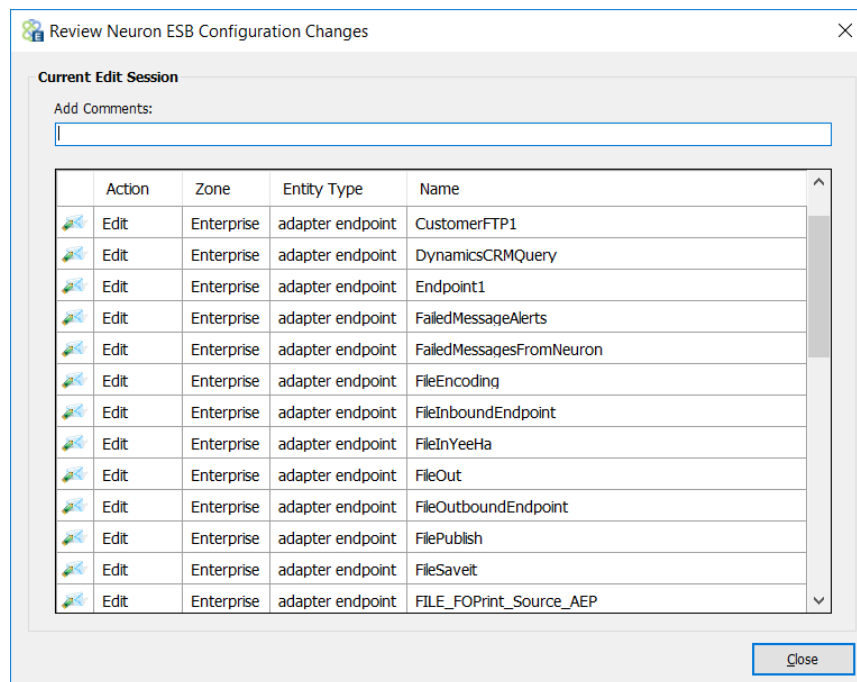 Review Neuron ESB Configuration Changes
Current Edit Session
Add Comments:
Action Zone Entity Type Name
Edit Enterprise adapter endpoint CustomerFTP1
Edit Enterprise adapter endpoint DynamicsCRMQuery
Edit Enterprise adapter endpoint Endpoint1
Edit Enterprise adapter endpoint FailedMessageAlerts
Edit Enterprise adapter endpoint FailedMessagesFromNeuron
Edit Enterprise adapter endpoint FileEncoding
Edit Enterprise adapter endpoint FileInboundEndpoint
Edit Enterprise adapter endpoint FileInYeeHa
Edit Enterprise adapter endpoint FileOut
Edit Enterprise adapter endpoint FileOutboundEndpoint
Edit Enterprise adapter endpoint FilePublish
Edit Enterprise adapter endpoint FileSaveit
Edit Enterprise adapter endpoint FILE_FOPrint_Source_AEP
Close